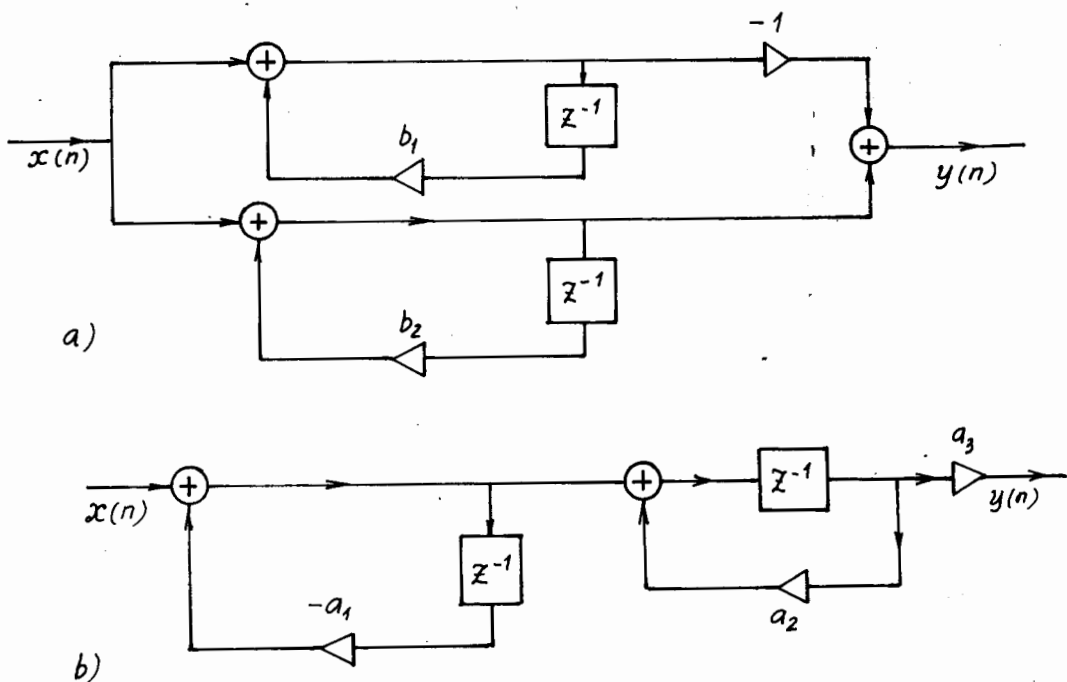 -1
+
z⁻¹
b₁
x(n)
+
y(n)
+
z⁻¹
b₂
a)
a₃
x(n)
+
+
z⁻¹
y(n)
z⁻¹
-a₁
a₂
b)